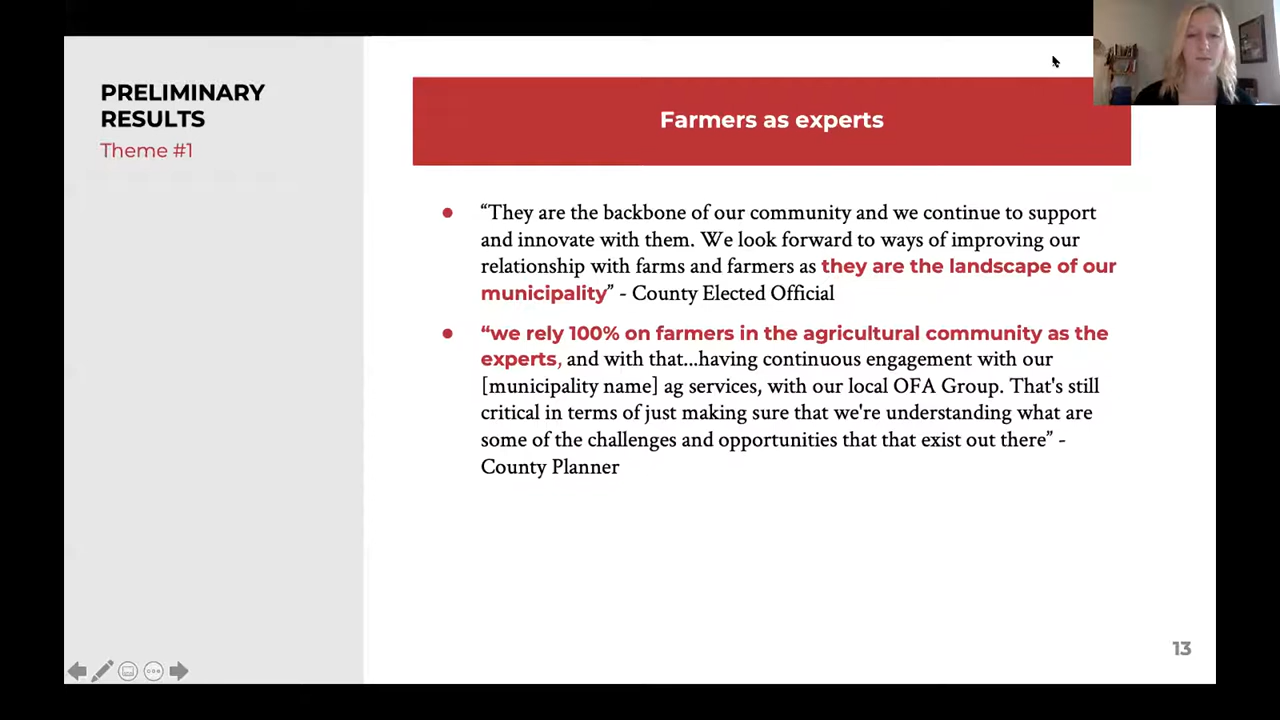 PRELIMINARY
RESULTS
Theme #1
Farmers as experts
“They are the backbone of our community and we continue to support
and innovate with them. We look forward to ways of improving our
relationship with farms and farmers as they are the landscape of our
municipality” - County Elected Official
“we rely 100% on farmers in the agricultural community as the
experts, and with that...having continuous engagement with our
[municipality name] ag services, with our local OFA Group. That's still
critical in terms of just making sure that we're understanding what are
some of the challenges and opportunities that that exist out there” -
County Planner
13